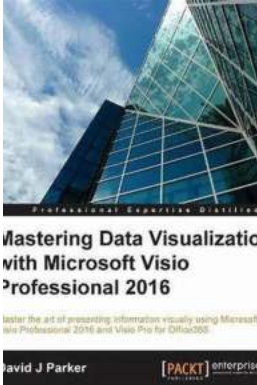 Professional Expertise Distilled
Mastering Data Visualizatio
with Microsoft Visio
Professional 2016
Master the art of presenting information visually using Microsoft
Visio Professional 2016 and Visio Pro for Office365
David J Parker
[PACKT] enterprise
PUBLISHING